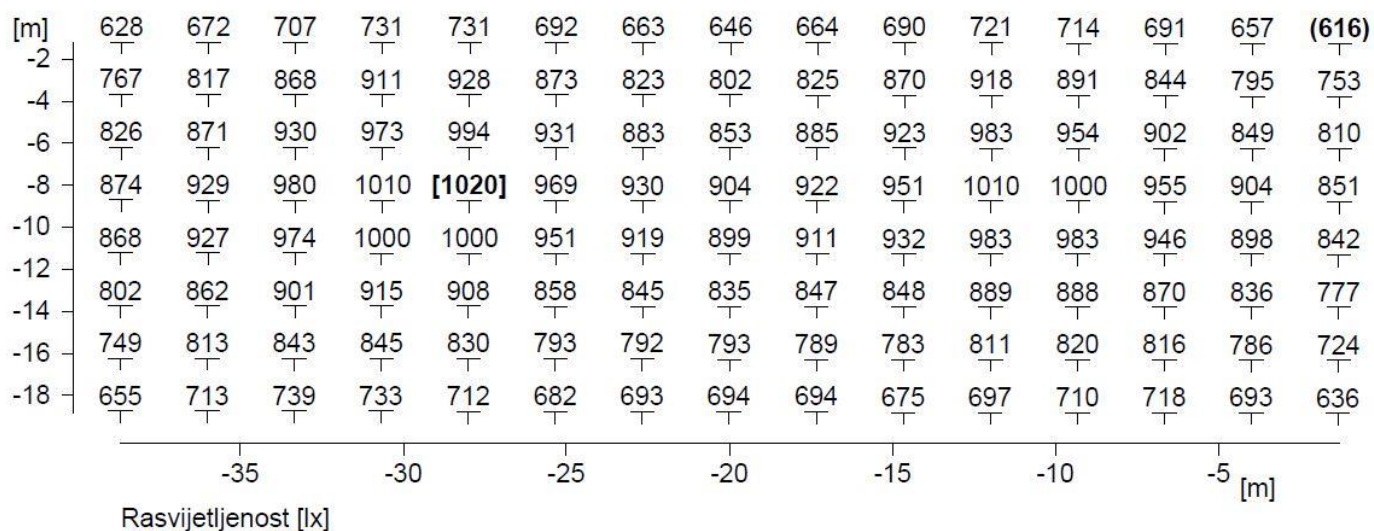 [m] 628 672 707 731 731 692 663 646 664 690 721 714 691 657 (616)
-2
767 817 868 911 928 873 823 802 825 870 918 891 844 795 753
-4
826 871 930 973 994 931 883 853 885 923 983 954 902 849 810
-6
-8 874 929 980 1010 [1020] 969 930 904 922 951 1010 1000 955 904 851
-10
868 927 974 1000 1000 951 919 899 911 932 983 983 946 898 842
-12
802 862 901 915 908 858 845 835 847 848 889 888 870 836 777
-14
749 813 843 845 830 793 792 793 789 783 811 820 816 786 724
-16
-18 655 713 739 733 712 682 693 694 694 675 697 710 718 693 636
-35 -30 -25 -20 -15 -10 -5 [m]
Rasvijetljenost [lx]